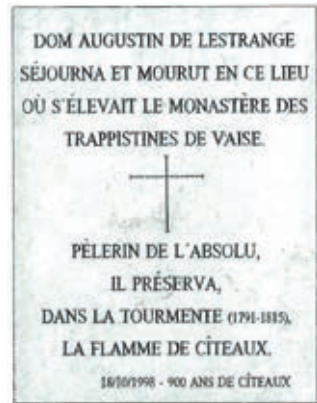 DOM AUGUSTIN DE LESTRANGE
SÉJOURNA ET MOURUT EN CE LIEU
OÙ S'ÉLEVAIT LE MONASTÈRE DES
TRAPPISTINES DE VAISE.
PÈLERIN DE L'ABSOLU,
IL PRÉSERVA,
DANS LA TOURMENTE (1791-1815),
LA FLAMME DE CÎTEAUX.
18/10/1998 - 900 ANS DE CÎTEAUX